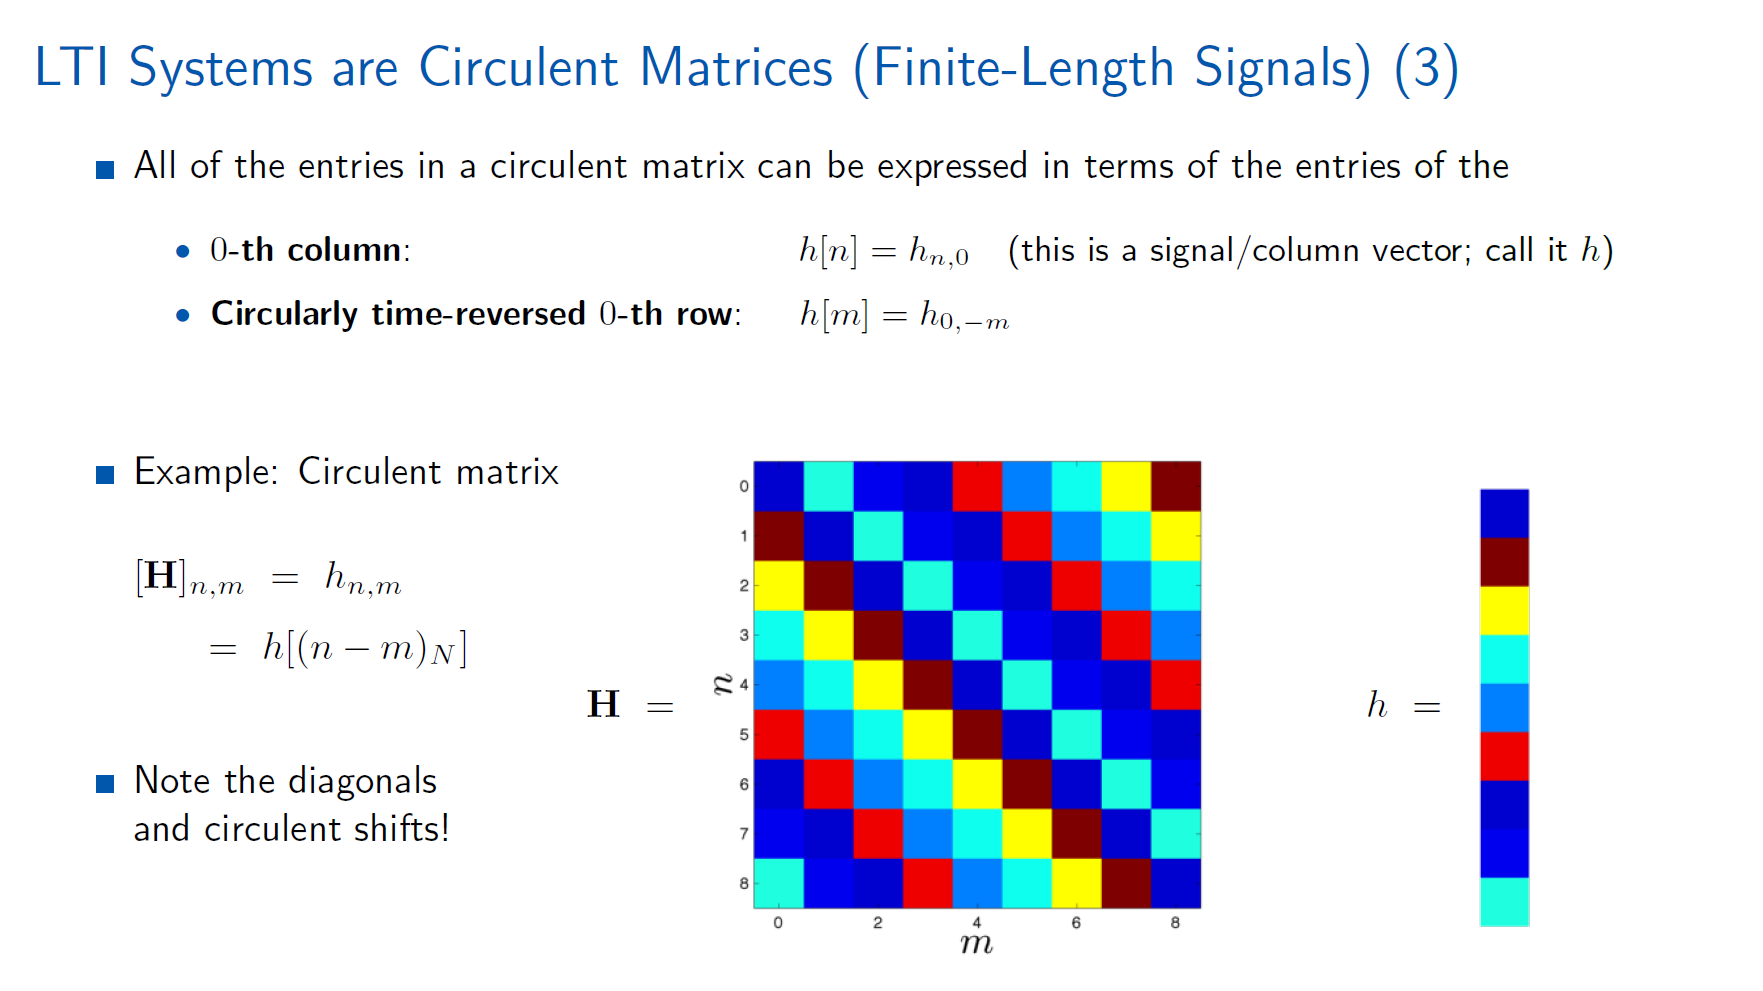 LTI Systems are Circulent Matrices (Finite-Length Signals) (3)
All of the entries in a circulent matrix can be expressed in terms of the entries of the
• 0-th column: h[n] = h_{n,0} (this is a signal/column vector; call it h)
• Circularly time-reversed 0-th row: h[m] = h_{0,−m}
Example: Circulent matrix
[H]_{n,m} = h_{n,m}
= h[(n − m)_N]
Note the diagonals
and circulent shifts!
H =
n
0
1
2
3
4
5
6
7
8
0 2 4 6 8
m
h =